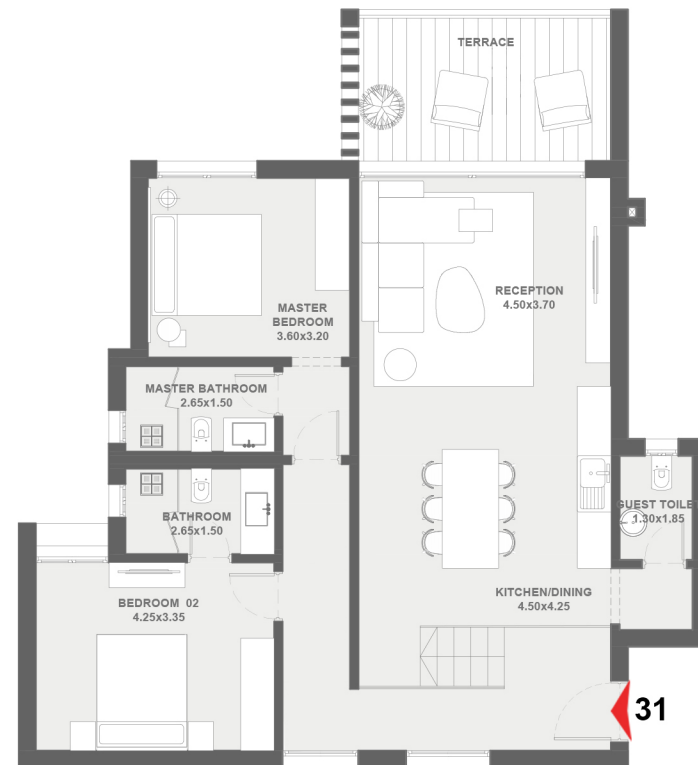 TERRACE
RECEPTION
4.50x3.70
MASTER
BEDROOM
3.60x3.20
MASTER BATHROOM
2.65x1.50
GUEST TOILE
1.30x1.85
BATHROOM
2.65x1.50
KITCHEN/DINING
4.50x4.25
BEDROOM 02
4.25x3.35
31